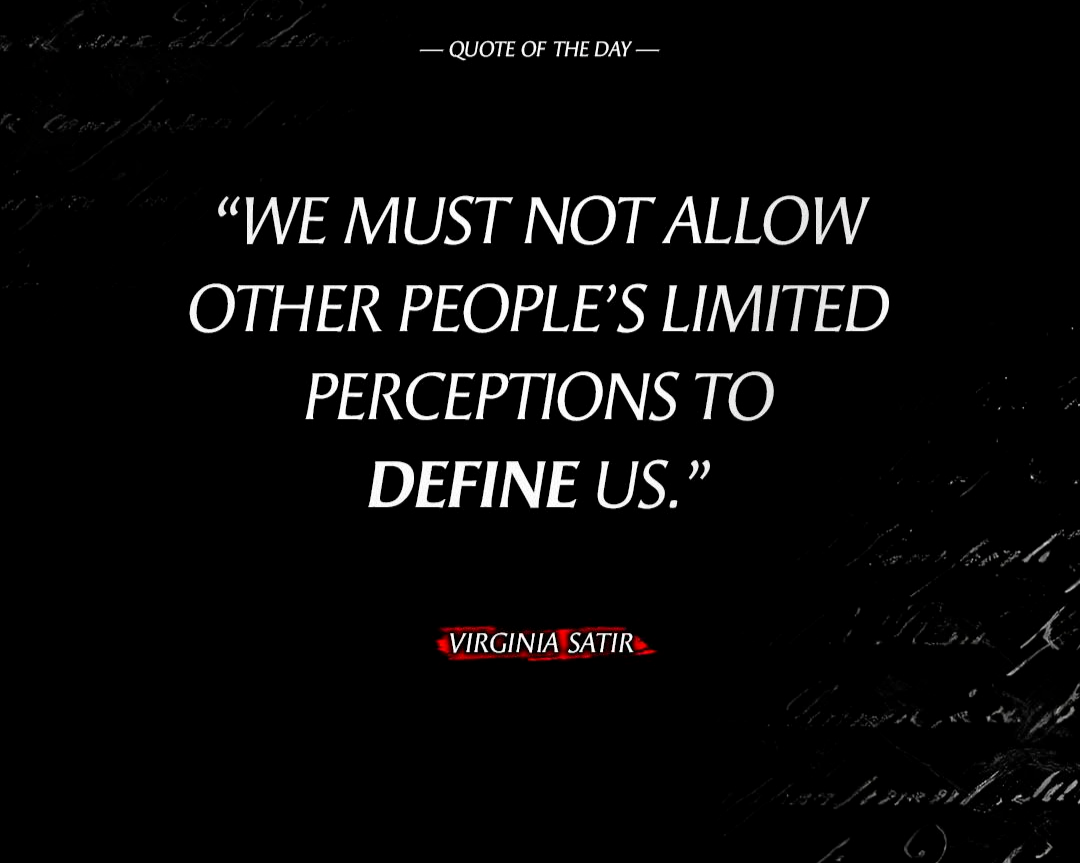 — QUOTE OF THE DAY —
“WE MUST NOT ALLOW
OTHER PEOPLE’S LIMITED
PERCEPTIONS TO
DEFINE US.”
VIRGINIA SATIR